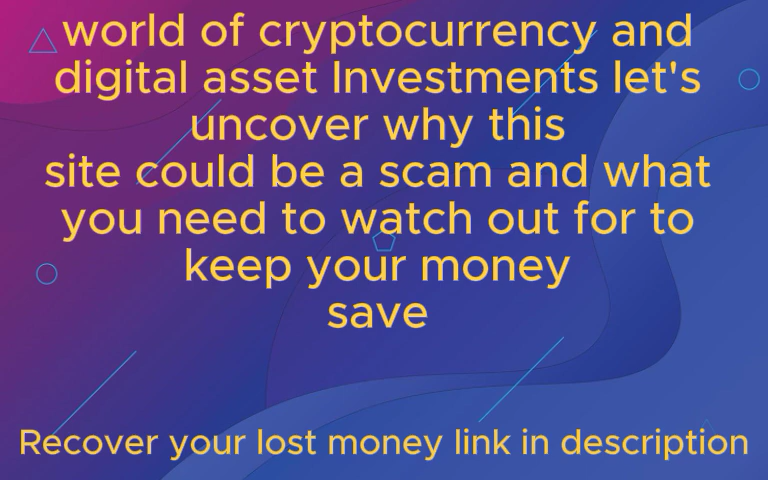 world of cryptocurrency and
digital asset Investments let's
uncover why this
site could be a scam and what
you need to watch out for to
keep your money
save
Recover your lost money link in description